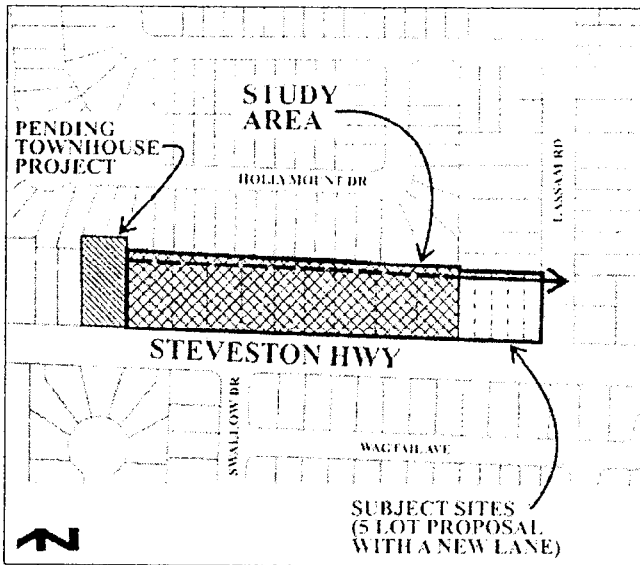 STUDY
AREA
PENDING
TOWNHOUSE
PROJECT
HOLLYMOUNT DR
LASSAM RD
STEVESTON HWY
SWALLOW DR
WAGTAIL AVE
SUBJECT SITES
(5 LOT PROPOSAL
WITH A NEW LANE)
N